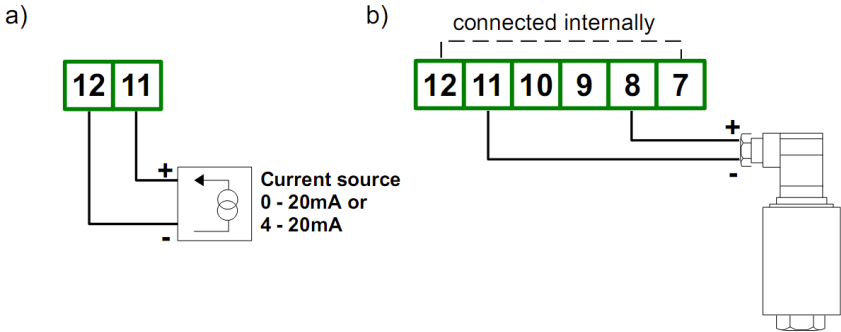 a)
12 11
+
-
Current source
0 - 20mA or
4 - 20mA
b)
connected internally
12 11 10 9 8 7
+
-